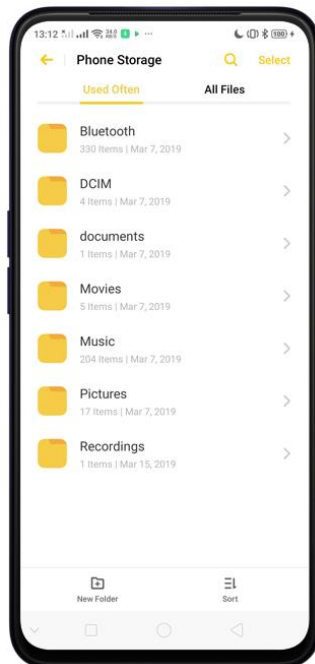 13:12
100
Phone Storage
Select
Used Often
All Files
Bluetooth
330 Items | Mar 7, 2019
DCIM
4 Items | Mar 7, 2019
documents
1 Items | Mar 7, 2019
Movies
5 Items | Mar 7, 2019
Music
204 Items | Mar 7, 2019
Pictures
17 Items | Mar 7, 2019
Recordings
1 Items | Mar 15, 2019
New Folder
Sort